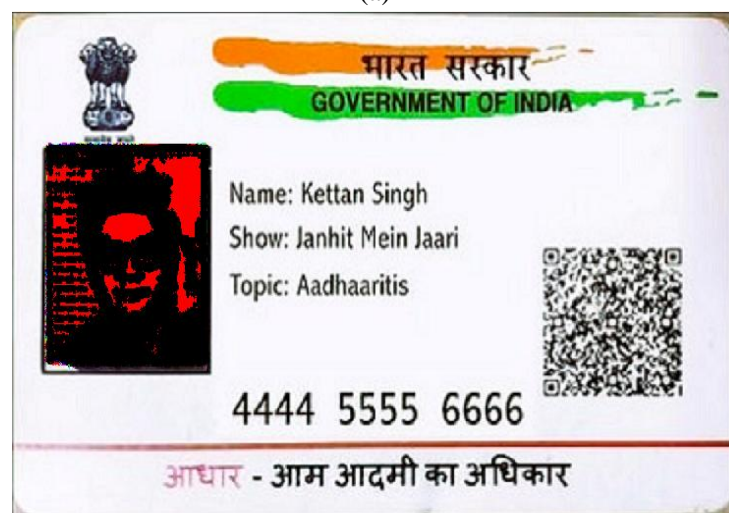 भारत सरकार
GOVERNMENT OF INDIA
Name: Kettan Singh
Show: Janhit Mein Jaari
Topic: Aadhaaritis
4444 5555 6666
आधार - आम आदमी का अधिकार